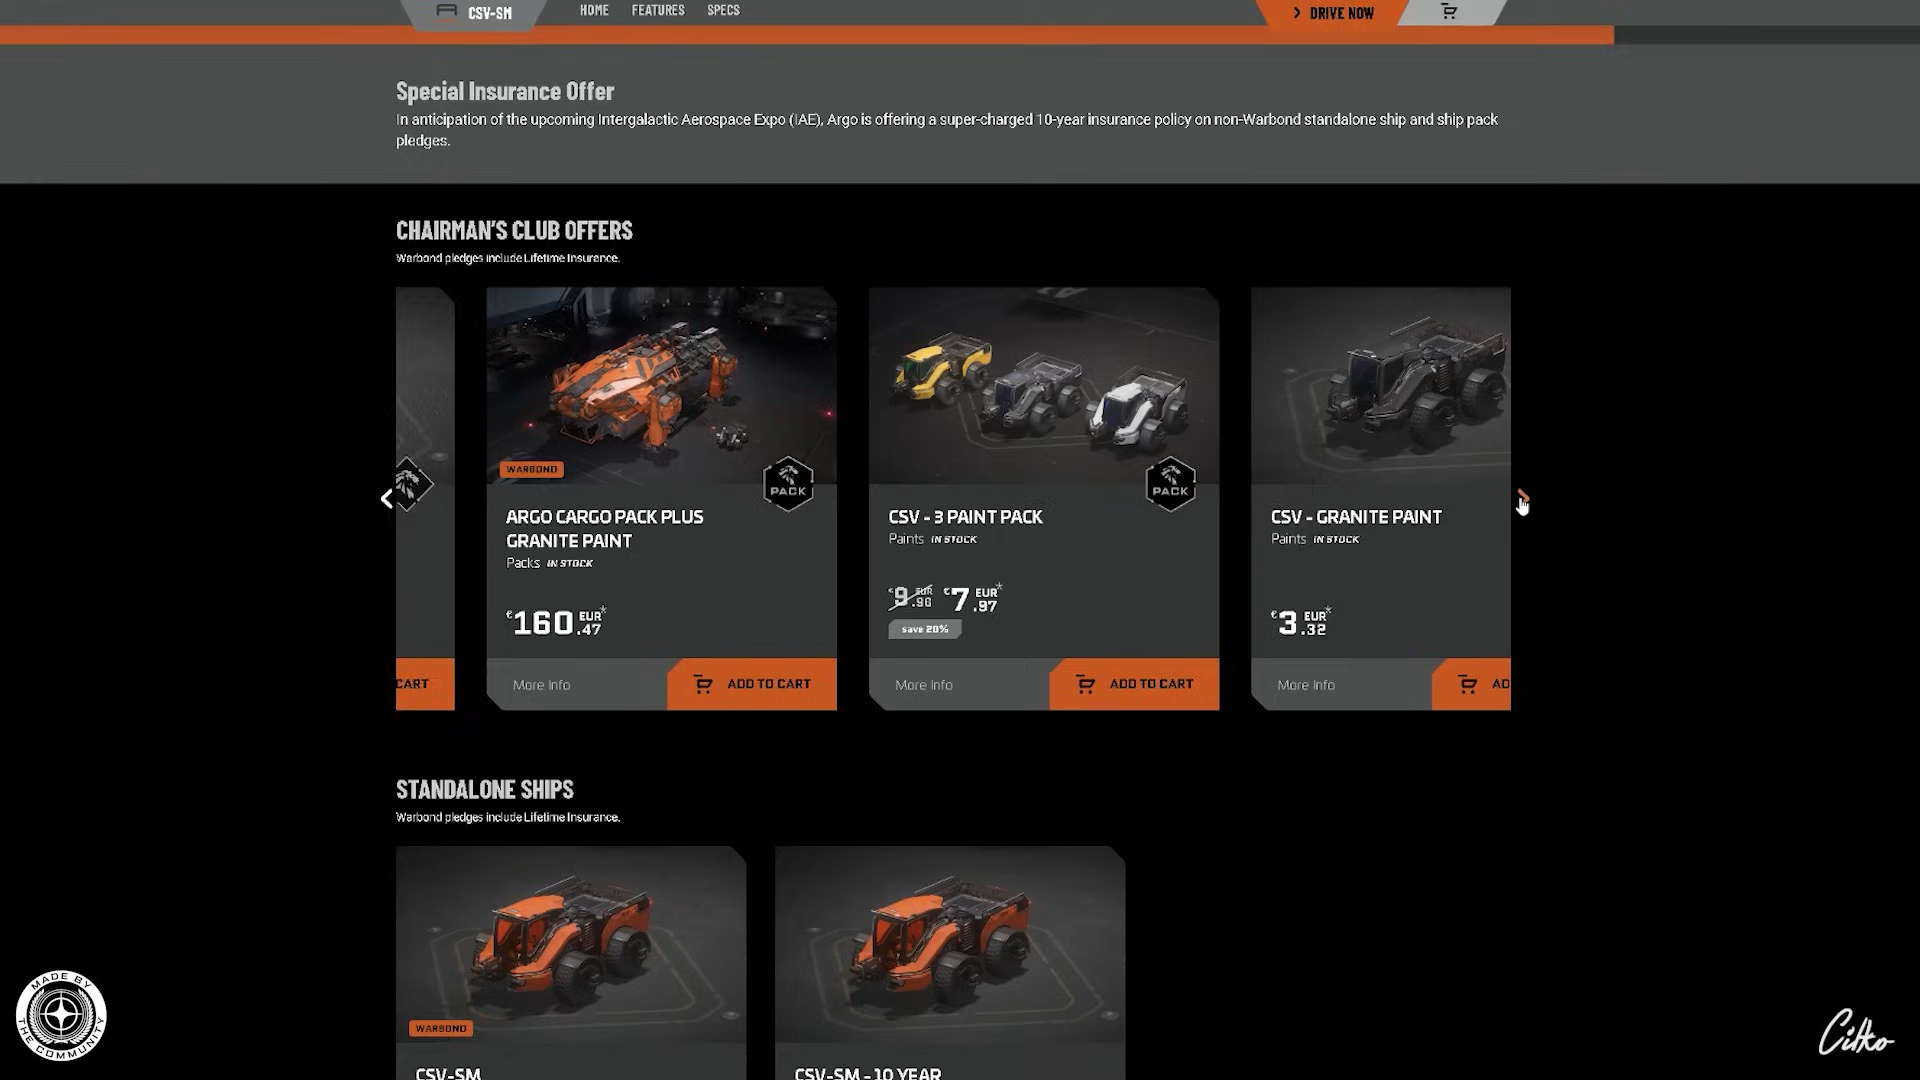 CSV-SM
HOME
FEATURES
SPECS
DRIVE NOW
Special Insurance Offer
In anticipation of the upcoming Intergalactic Aerospace Expo (IAE), Argo is offering a super-charged 10-year insurance policy on non-Warbond standalone ship and ship pack
pledges.
CHAIRMAN'S CLUB OFFERS
Warbond pledges include Lifetime Insurance.
CART
WARBOND
PACK
ARGO CARGO PACK PLUS
GRANITE PAINT
Packs IN STOCK
€160.47 EUR*
More Info
ADD TO CART
PACK
CSV - 3 PAINT PACK
Paints IN STOCK
€9.96 EUR €7.97 EUR*
save 20%
More Info
ADD TO CART
CSV - GRANITE PAINT
Paints IN STOCK
€3.32 EUR*
More Info
AD
STANDALONE SHIPS
Warbond pledges include Lifetime Insurance.
WARBOND
CSV-SM
CSV-SM - 10 YEAR
MADE BY
THE COMMUNITY
Citko